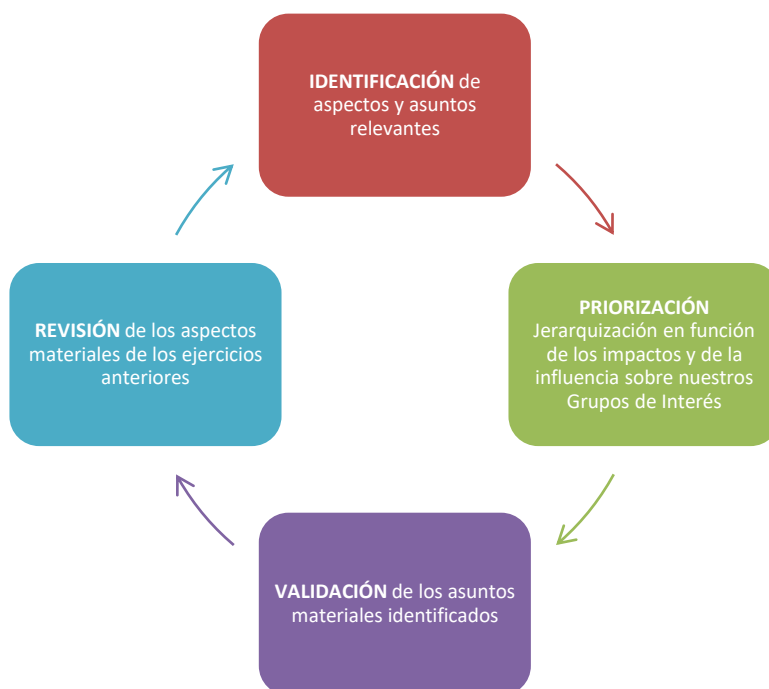 IDENTIFICACIÓN de
aspectos y asuntos
relevantes
PRIORIZACIÓN
Jerarquización en función
de los impactos y de la
influencia sobre nuestros
Grupos de Interés
VALIDACIÓN de los asuntos
materiales identificados
REVISIÓN de los aspectos
materiales de los ejercicios
anteriores